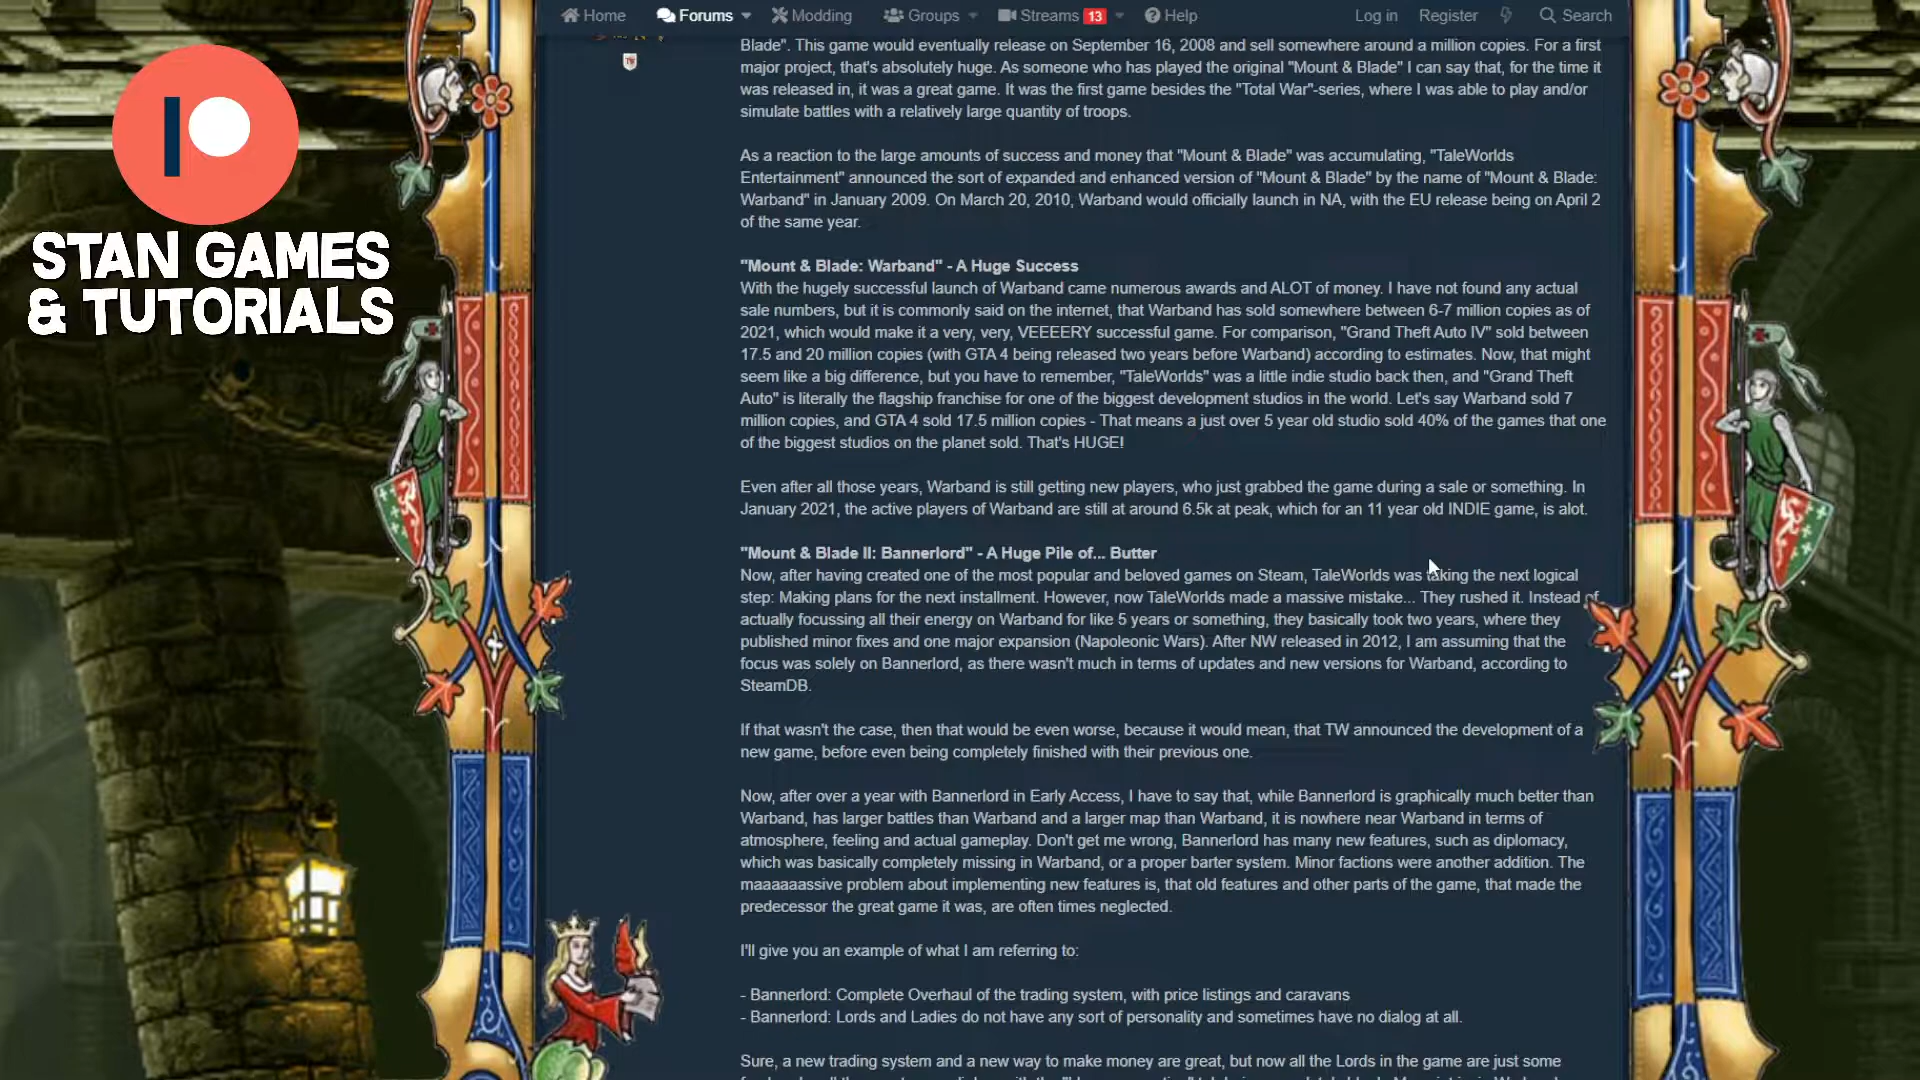 Home Forums Modding Groups Streams 13 Help Log in Register Search
STAN GAMES
& TUTORIALS
Blade". This game would eventually release on September 16, 2008 and sell somewhere around a million copies. For a first
major project, that's absolutely huge. As someone who has played the original "Mount & Blade" I can say that, for the time it
was released in, it was a great game. It was the first game besides the "Total War"-series, where I was able to play and/or
simulate battles with a relatively large quantity of troops.
As a reaction to the large amounts of success and money that "Mount & Blade" was accumulating, "TaleWorlds
Entertainment" announced the sort of expanded and enhanced version of "Mount & Blade" by the name of "Mount & Blade:
Warband" in January 2009. On March 20, 2010, Warband would officially launch in NA, with the EU release being on April 2
of the same year.
"Mount & Blade: Warband" - A Huge Success
With the hugely successful launch of Warband came numerous awards and ALOT of money. I have not found any actual
sale numbers, but it is commonly said on the internet, that Warband has sold somewhere between 6-7 million copies as of
2021, which would make it a very, very, VEEEERY successful game. For comparison, "Grand Theft Auto IV" sold between
17.5 and 20 million copies (with GTA 4 being released two years before Warband) according to estimates. Now, that might
seem like a big difference, but you have to remember, "TaleWorlds" was a little indie studio back then, and "Grand Theft
Auto" is literally the flagship franchise for one of the biggest development studios in the world. Let's say Warband sold 7
million copies, and GTA 4 sold 17.5 million copies - That means a just over 5 year old studio sold 40% of the games that one
of the biggest studios on the planet sold. That's HUGE!
Even after all those years, Warband is still getting new players, who just grabbed the game during a sale or something. In
January 2021, the active players of Warband are still at around 6.5k at peak, which for an 11 year old INDIE game, is alot.
"Mount & Blade II: Bannerlord" - A Huge Pile of... Butter
Now, after having created one of the most popular and beloved games on Steam, TaleWorlds was taking the next logical
step: Making plans for the next installment. However, now TaleWorlds made a massive mistake... They rushed it. Instead of
actually focussing all their energy on Warband for like 5 years or something, they basically took two years, where they
published minor fixes and one major expansion (Napoleonic Wars). After NW released in 2012, I am assuming that the
focus was solely on Bannerlord, as there wasn't much in terms of updates and new versions for Warband, according to
SteamDB.
If that wasn't the case, then that would be even worse, because it would mean, that TW announced the development of a
new game, before even being completely finished with their previous one.
Now, after over a year with Bannerlord in Early Access, I have to say that, while Bannerlord is graphically much better than
Warband, has larger battles than Warband and a larger map than Warband, it is nowhere near Warband in terms of
atmosphere, feeling and actual gameplay. Don't get me wrong, Bannerlord has many new features, such as diplomacy,
which was basically completely missing in Warband, or a proper barter system. Minor factions were another addition. The
maaaaaassive problem about implementing new features is, that old features and other parts of the game, that made the
predecessor the great game it was, are often times neglected.
I'll give you an example of what I am referring to:
- Bannerlord: Complete Overhaul of the trading system, with price listings and caravans
- Bannerlord: Lords and Ladies do not have any sort of personality and sometimes have no dialog at all.
Sure, a new trading system and a new way to make money are great, but now all the Lords in the game are just some